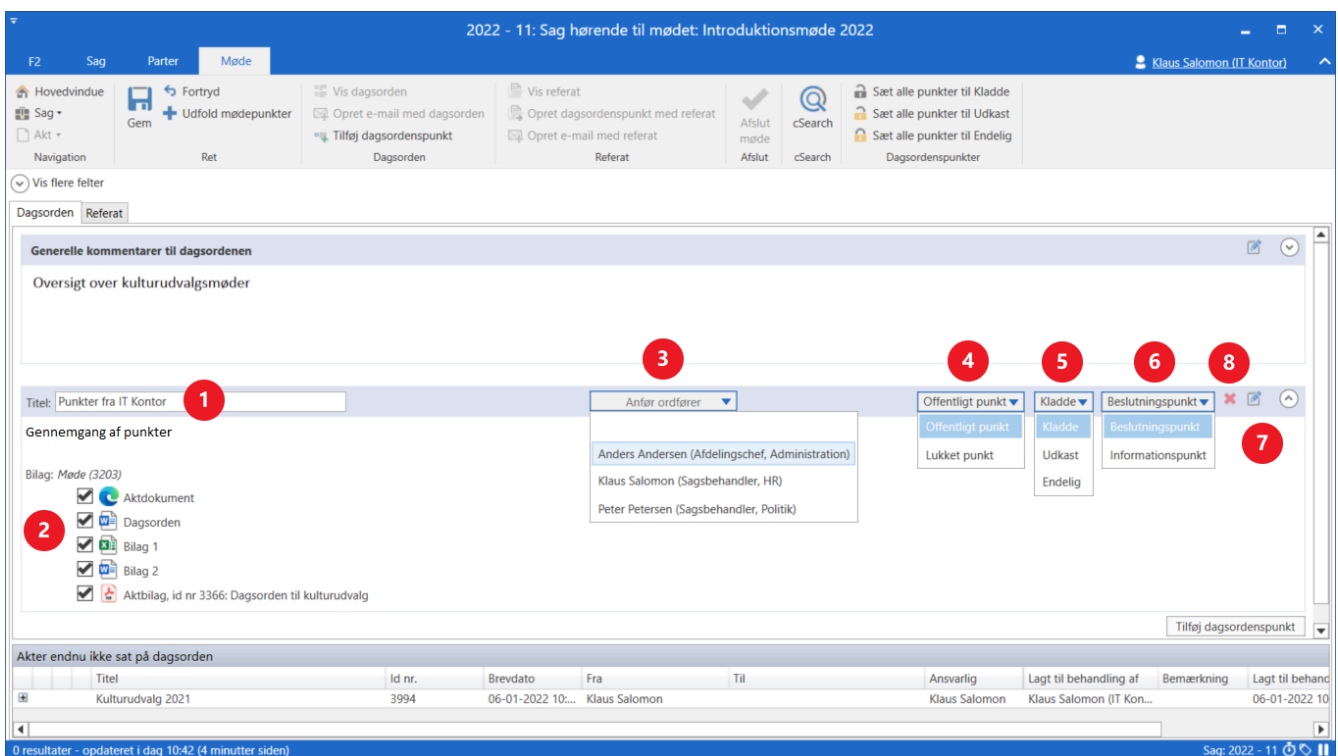 2022 - 11: Sag hørende til mødet: Introduktionsmøde 2022
F2 Sag Parter Møde Klaus Salomon (IT Kontor)
Hovedvindue
Sag
Akt
Navigation
Gem
Fortryd
Udfold mødepunkter
Ret
Vis dagsorden
Opret e-mail med dagsorden
Tilføj dagsordenspunkt
Dagsorden
Vis referat
Opret dagsordenspunkt med referat
Opret e-mail med referat
Referat
Afslut
møde
Afslut
cSearch
cSearch
Sæt alle punkter til Kladde
Sæt alle punkter til Udkast
Sæt alle punkter til Endelig
Dagsordenspunkter
Vis flere felter
Dagsorden Referat
Generelle kommentarer til dagsordenen
Oversigt over kulturudvalgsmøder
3 4 5 6 8
Titel: Punkter fra IT Kontor 1 Anfør ordfører Offentligt punkt Kladde Beslutningspunkt
Gennemgang af punkter
Anders Andersen (Afdelingschef, Administration)
Klaus Salomon (Sagsbehandler, HR)
Peter Petersen (Sagsbehandler, Politik)
Offentligt punkt
Lukket punkt
Kladde
Udkast
Endelig
Beslutningspunkt
Informationspunkt
7
Bilag: Møde (3203)
Aktdokument
2 Dagsorden
Bilag 1
Bilag 2
Aktbilag, id nr 3366: Dagsorden til kulturudvalg
Tilføj dagsordenspunkt
Akter endnu ikke sat på dagsorden
Titel Id nr. Brevdato Fra Til Ansvarlig Lagt til behandling af Bemærkning Lagt til behand
Kulturudvalg 2021 3994 06-01-2022 10:... Klaus Salomon Klaus Salomon Klaus Salomon (IT Kon... 06-01-2022 10
0 resultater - opdateret i dag 10:42 (4 minutter siden) Sag: 2022 - 11